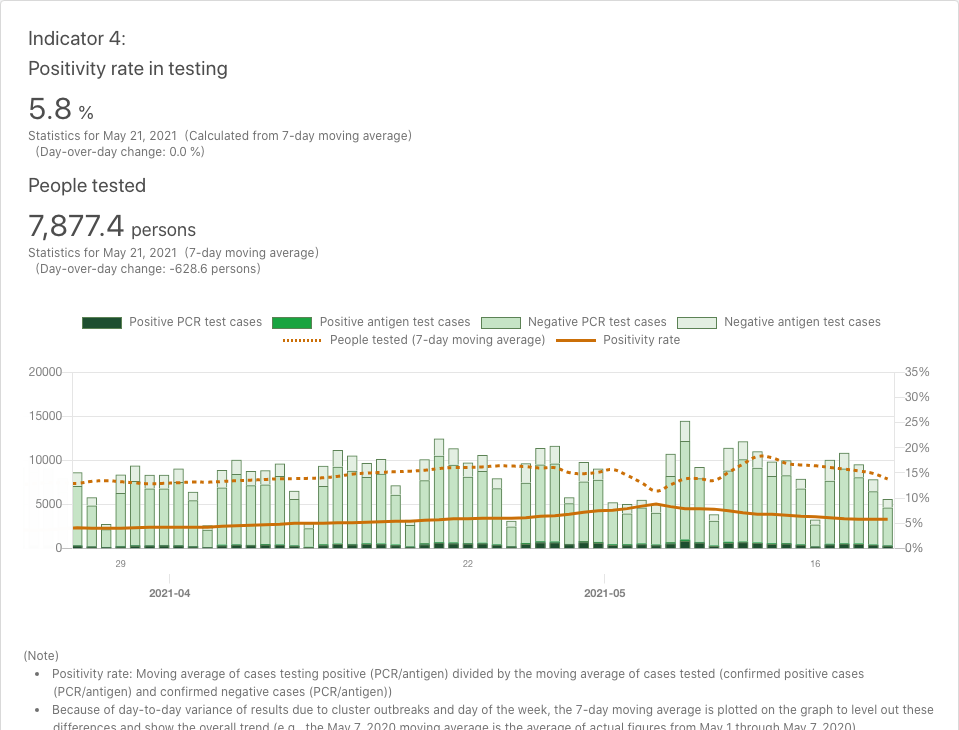 Indicator 4:
Positivity rate in testing
5.8 %
Statistics for May 21, 2021 (Calculated from 7-day moving average)
(Day-over-day change: 0.0 %)
People tested
7,877.4 persons
Statistics for May 21, 2021 (7-day moving average)
(Day-over-day change: -628.6 persons)
Positive PCR test cases Positive antigen test cases Negative PCR test cases Negative antigen test cases
People tested (7-day moving average) Positivity rate
20000 35%
30%
15000 25%
20%
10000 15%
10%
5000 5%
0 0%
29 22 16
2021-04 2021-05
(Note)
• Positivity rate: Moving average of cases testing positive (PCR/antigen) divided by the moving average of cases tested (confirmed positive cases
(PCR/antigen) and confirmed negative cases (PCR/antigen))
• Because of day-to-day variance of results due to cluster outbreaks and day of the week, the 7-day moving average is plotted on the graph to level out these
differences and show the overall trend (e.g., the May 7, 2020 moving average is the average of actual figures from May 1 through May 7, 2020)